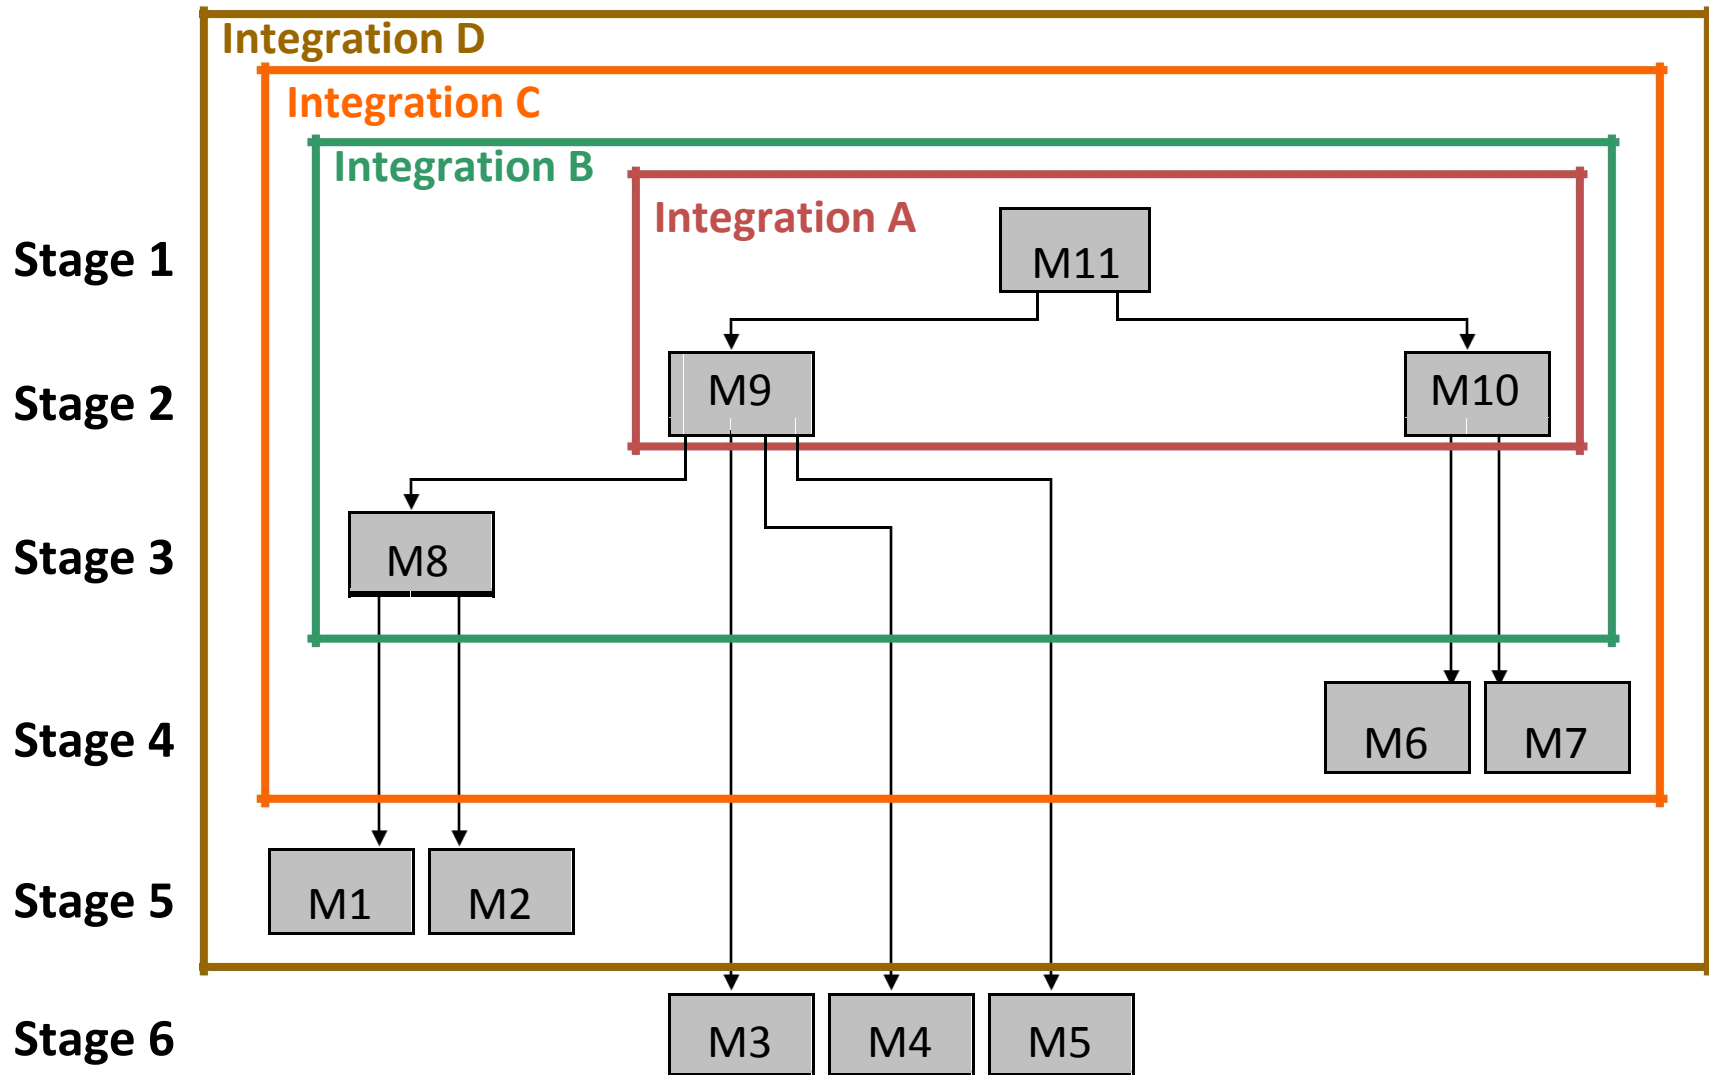 Integration D
Integration C
Integration B
Integration A
Stage 1
M11
Stage 2
M9
M10
Stage 3
M8
Stage 4
M6
M7
Stage 5
M1
M2
Stage 6
M3
M4
M5